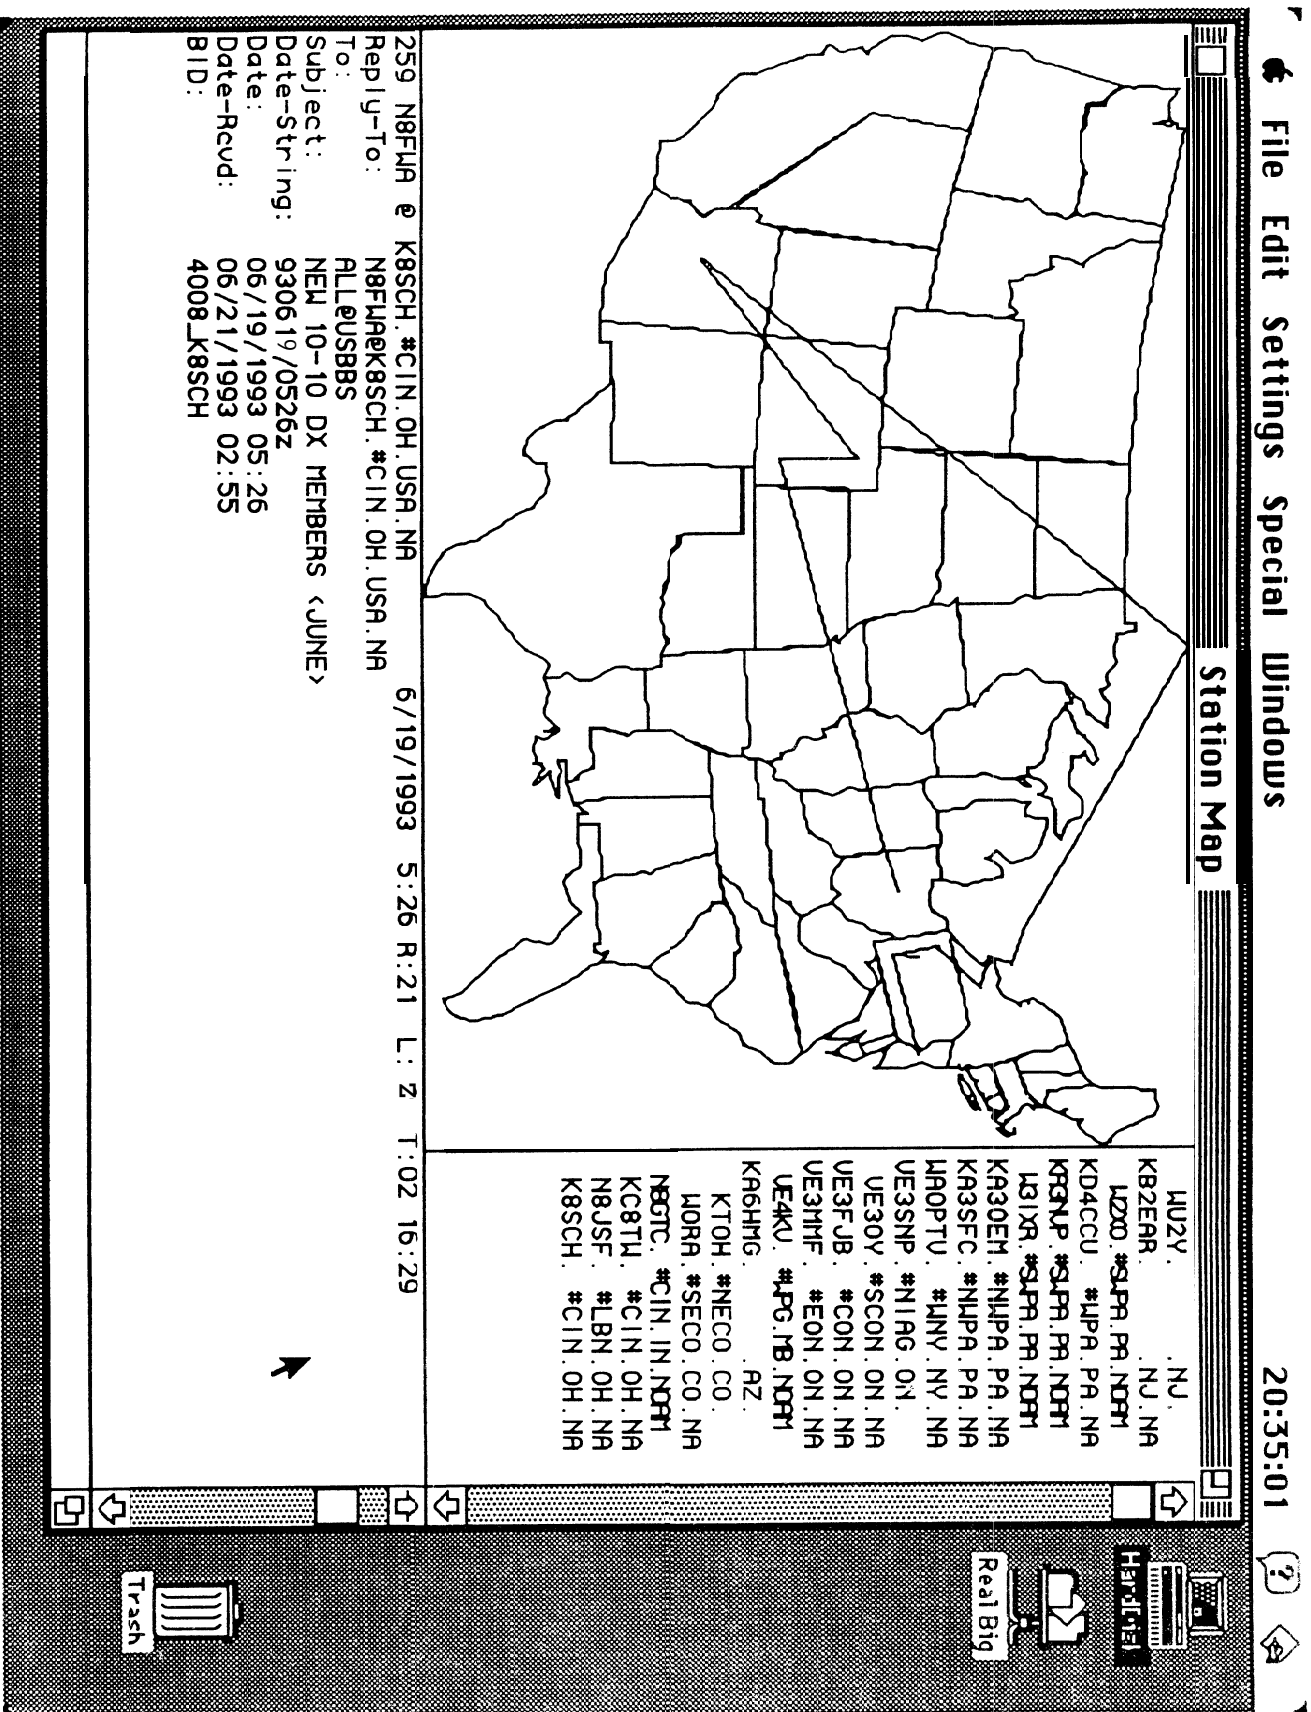 File Edit Settings Special Windows 20:35:01
Station Map
WU2Y. .NJ.
KB2EAR. .NJ.NA
W2XO.#SWPA.PA.NOAM
KD4CCU. #WPA.PA.NA
KA3NUP.#SWPA.PA.NOAM
W3IXR.#SWPA.PA.NOAM
KA3OEM.#NWPA.PA.NA
KA3SFC.#NWPA.PA.NA
WA0PTV. #WNY.NY.NA
VE3SNP.#NIAG.ON.
VE3OY.#SCON.ON.NA
VE3FJB. #CON.ON.NA
VE3MMF. #EON.ON.NA
VE4KV. #WPG.MB.NOAM
KA6HMG. .AZ.
KT0H.#NECO.CO.
W0RA.#SECO.CO.NA
N8GTC. #CIN.IN.NOAM
KC8TW. #CIN.OH.NA
N8JSF. #LBN.OH.NA
K8SCH. #CIN.OH.NA
259 N8FWA @ K8SCH.#CIN.OH.USA.NA 6/19/1993 5:26 R:21 L: Z T:02 16:29
Reply-To: N8FWA@K8SCH.#CIN.OH.USA.NA
To: ALL@USBBS
Subject: NEW 10-10 DX MEMBERS <JUNE>
Date-String: 930619/0526z
Date: 06/19/1993 05:26
Date-Rcvd: 06/21/1993 02:55
BID: 4008_K8SCH
Real Big
Trash